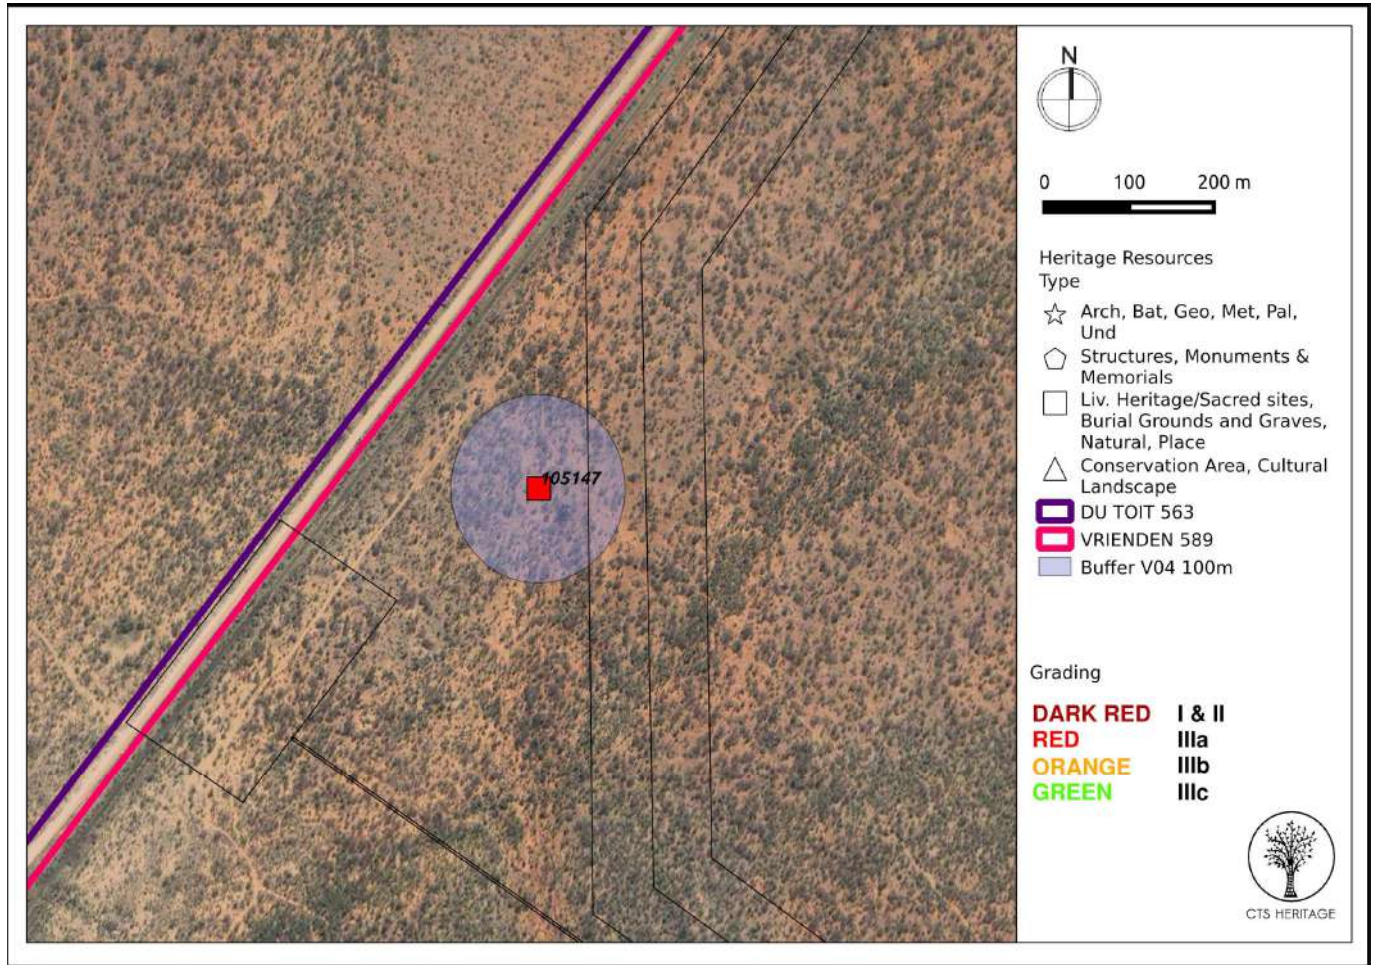 105147
N
0 100 200 m
Heritage Resources
Type
Arch, Bat, Geo, Met, Pal,
Und
Structures, Monuments &
Memorials
Liv. Heritage/Sacred sites,
Burial Grounds and Graves,
Natural, Place
Conservation Area, Cultural
Landscape
DU TOIT 563
VRIENDEN 589
Buffer V04 100m
Grading
DARK RED I & II
RED IIIa
ORANGE IIIb
GREEN IIIc
CTS HERITAGE